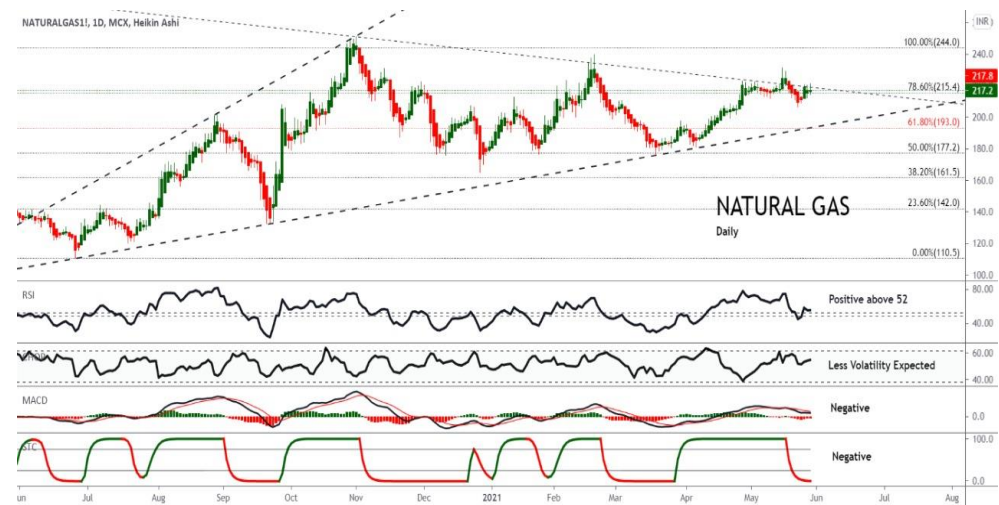 NATURALGAS1!, 1D, MCX, Heikin Ashi
INR
100.00%(244.0)
240.0
217.8
78.60%(215.4)
217.2
200.0
61.80%(193.0)
180.0
50.00%(177.2)
38.20%(161.5)
160.0
NATURAL GAS
23.60%(142.0)
140.0
Daily
120.0
0.00%(110.5)
100.0
RSI
80.00
Positive above 52
40.00
60.00
Less Volatility Expected
40.00
MACD
Negative
0.0
STC
100.0
Negative
0.0
Jul
Aug
Sep
Oct
Nov
Dec
2021
Feb
Mar
Apr
May
Jun
Jul
Aug